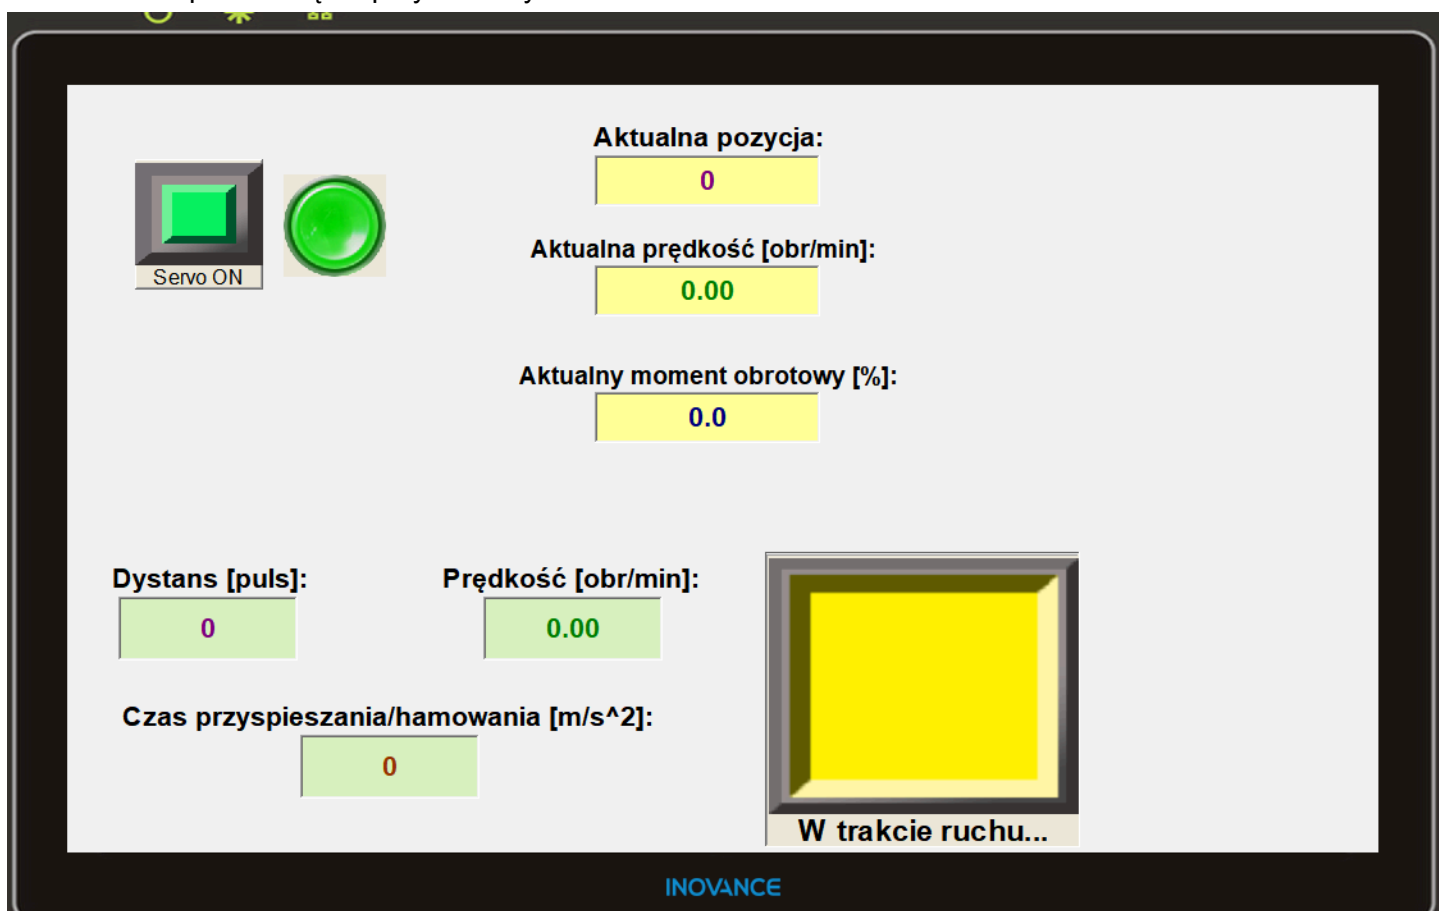 Aktualna pozycja:
0
Servo ON
Aktualna prędkość [obr/min]:
0.00
Aktualny moment obrotowy [%]:
0.0
Dystans [puls]:
Prędkość [obr/min]:
0
0.00
Czas przyspieszania/hamowania [m/s^2]:
0
W trakcie ruchu...
INOVANCE